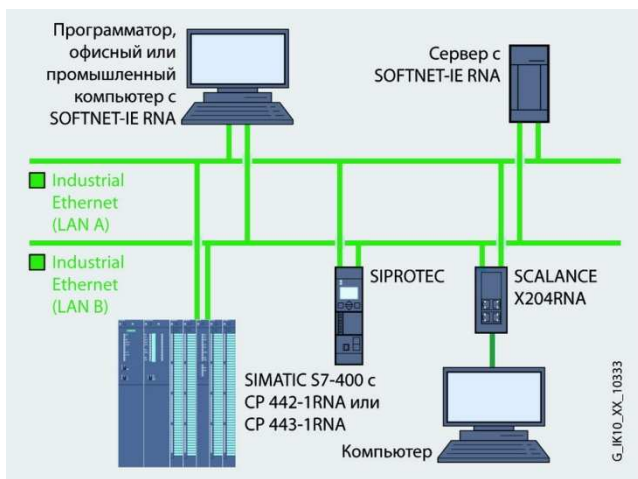 Программатор,
офисный или
промышленный
компьютер с
SOFTNET-IE RNA
Сервер с
SOFTNET-IE RNA
Industrial
Ethernet
(LAN A)
Industrial
Ethernet
(LAN B)
SIPROTEC
SCALANCE
X204RNA
SIMATIC S7-400 с
CP 442-1RNA или
CP 443-1RNA
Компьютер
G_IK10_XX_10333